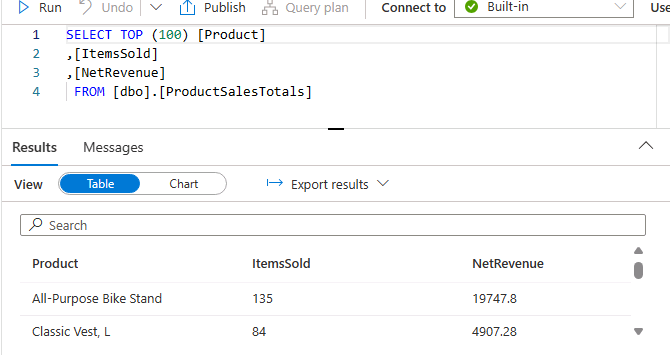 Run Undo Publish Query plan Connect to Built-in Use
1 SELECT TOP (100) [Product]
2 ,[ItemsSold]
3 ,[NetRevenue]
4 FROM [dbo].[ProductSalesTotals]
Results Messages
View Table Chart Export results
Search
Product ItemsSold NetRevenue
All-Purpose Bike Stand 135 19747.8
Classic Vest, L 84 4907.28